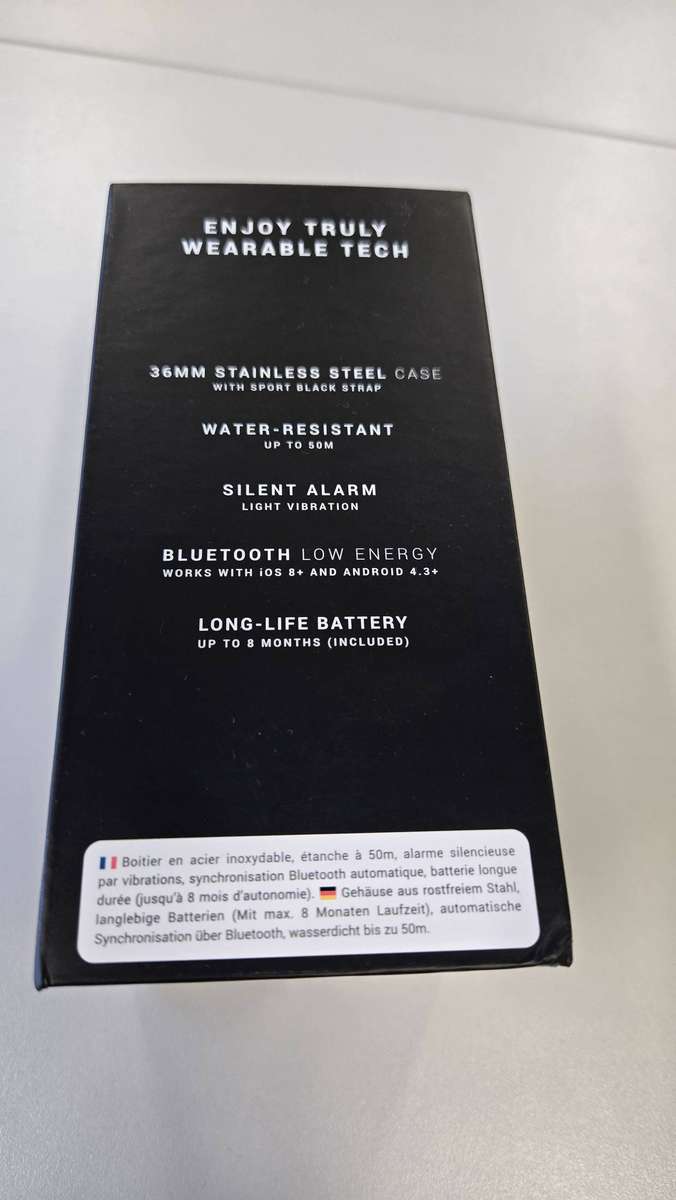 ENJOY TRULY
WEARABLE TECH
36MM STAINLESS STEEL CASE
WITH SPORT BLACK STRAP
WATER-RESISTANT
UP TO 50M
SILENT ALARM
LIGHT VIBRATION
BLUETOOTH LOW ENERGY
WORKS WITH iOS 8+ AND ANDROID 4.3+
LONG-LIFE BATTERY
UP TO 8 MONTHS (INCLUDED)
Boitier en acier inoxydable, étanche à 50m, alarme silencieuse
par vibrations, synchronisation Bluetooth automatique, batterie longue
durée (jusqu'à 8 mois d'autonomie). Gehäuse aus rostfreiem Stahl,
langlebige Batterien (Mit max. 8 Monaten Laufzeit), automatische
Synchronisation über Bluetooth, wasserdicht bis zu 50m.